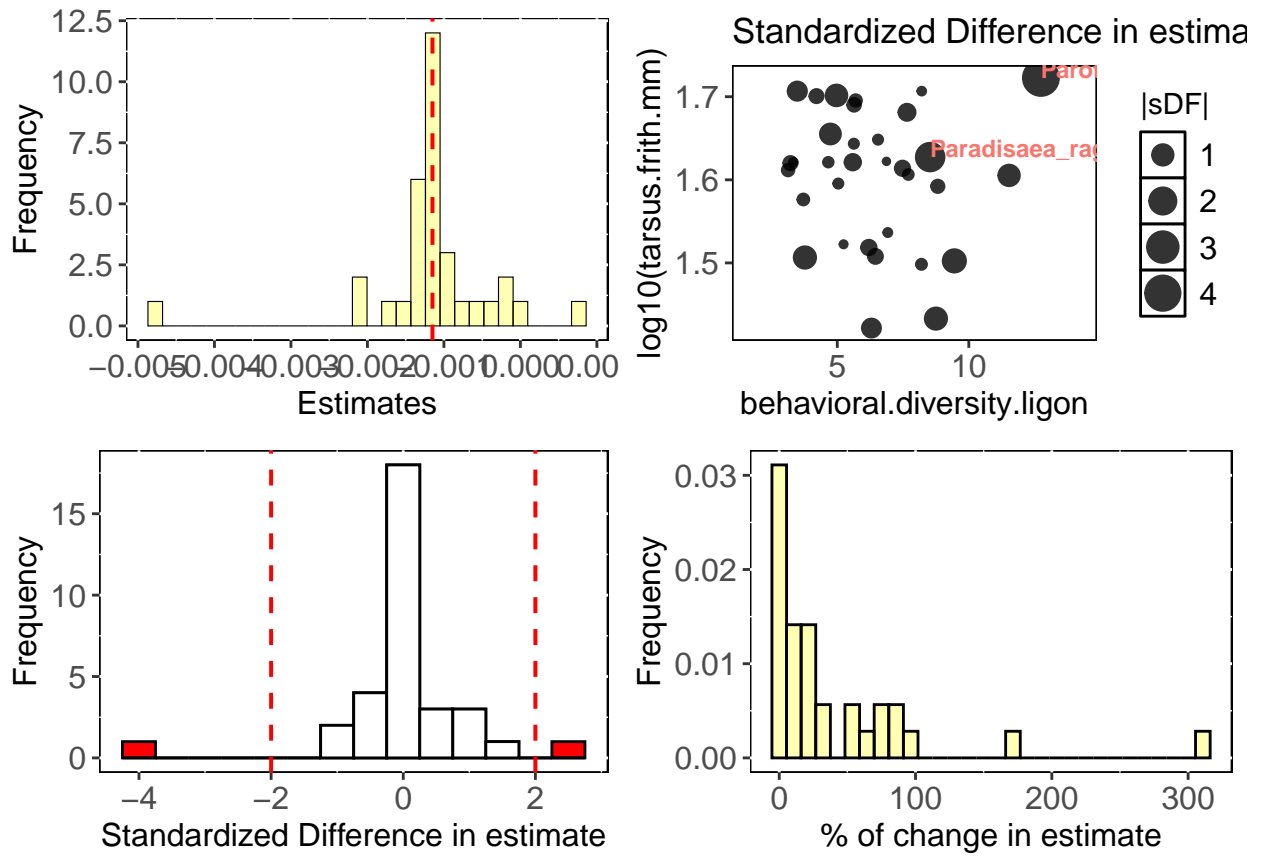 12.5
10.0
7.5
5.0
2.5
0.0
Frequency
−0.005 −0.004 −0.003 −0.002 −0.001 0.000 0.00
Estimates
Standardized Difference in estima
1.7
1.6
1.5
log10(tarsus.frith.mm)
Parot
Paradisaea_rag
5 10
behavioral.diversity.ligon
|sDF|
1
2
3
4
15
10
5
0
Frequency
−4 −2 0 2
Standardized Difference in estimate
0.03
0.02
0.01
0.00
Frequency
0 100 200 300
% of change in estimate